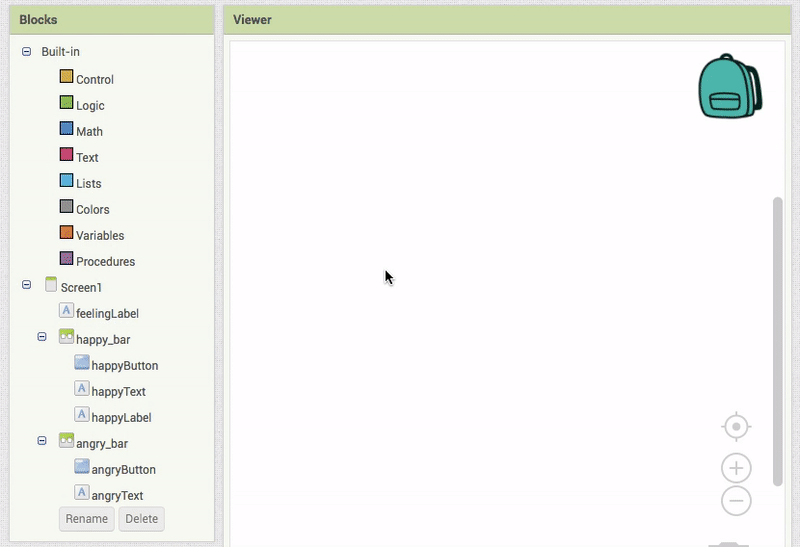 Blocks
Viewer
Built-in
Control
Logic
Math
Text
Lists
Colors
Variables
Procedures
Screen1
A feelingLabel
happy_bar
happyButton
A happyText
A happyLabel
angry_bar
angryButton
A angryText
Rename Delete